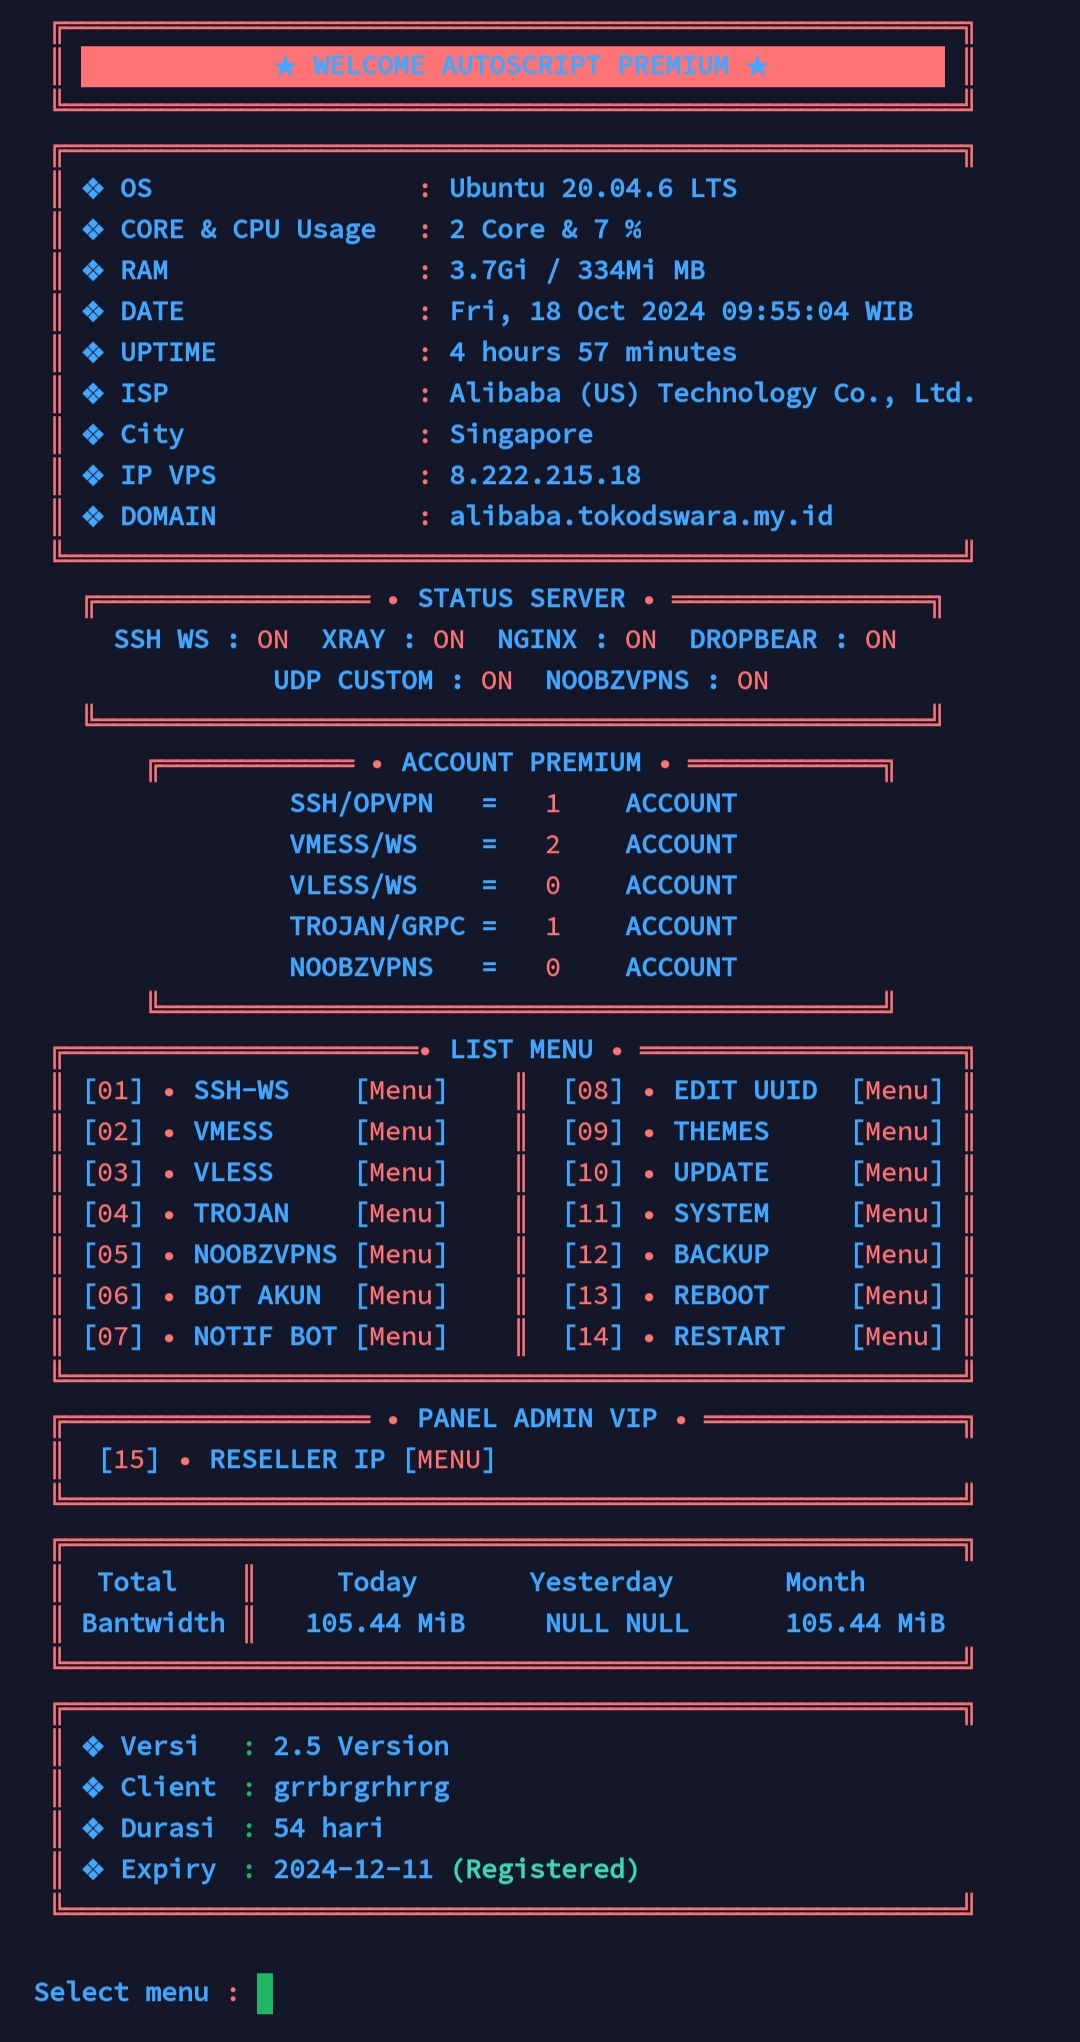 ★ WELCOME AUTOSCRIPT PREMIUM ★
❖ OS : Ubuntu 20.04.6 LTS
❖ CORE & CPU Usage : 2 Core & 7 %
❖ RAM : 3.7Gi / 334Mi MB
❖ DATE : Fri, 18 Oct 2024 09:55:04 WIB
❖ UPTIME : 4 hours 57 minutes
❖ ISP : Alibaba (US) Technology Co., Ltd.
❖ City : Singapore
❖ IP VPS : 8.222.215.18
❖ DOMAIN : alibaba.tokodswara.my.id
• STATUS SERVER •
SSH WS : ON XRAY : ON NGINX : ON DROPBEAR : ON
UDP CUSTOM : ON NOOBZVPNS : ON
• ACCOUNT PREMIUM •
SSH/OPVPN = 1 ACCOUNT
VMESS/WS = 2 ACCOUNT
VLESS/WS = 0 ACCOUNT
TROJAN/GRPC = 1 ACCOUNT
NOOBZVPNS = 0 ACCOUNT
• LIST MENU •
[01] • SSH-WS [Menu] ║ [08] • EDIT UUID [Menu]
[02] • VMESS [Menu] ║ [09] • THEMES [Menu]
[03] • VLESS [Menu] ║ [10] • UPDATE [Menu]
[04] • TROJAN [Menu] ║ [11] • SYSTEM [Menu]
[05] • NOOBZVPNS [Menu] ║ [12] • BACKUP [Menu]
[06] • BOT AKUN [Menu] ║ [13] • REBOOT [Menu]
[07] • NOTIF BOT [Menu] ║ [14] • RESTART [Menu]
• PANEL ADMIN VIP •
[15] • RESELLER IP [MENU]
Total ║ Today Yesterday Month
Bantwidth ║ 105.44 MiB NULL NULL 105.44 MiB
❖ Versi : 2.5 Version
❖ Client : grrbrgrhrrg
❖ Durasi : 54 hari
❖ Expiry : 2024-12-11 (Registered)
Select menu :